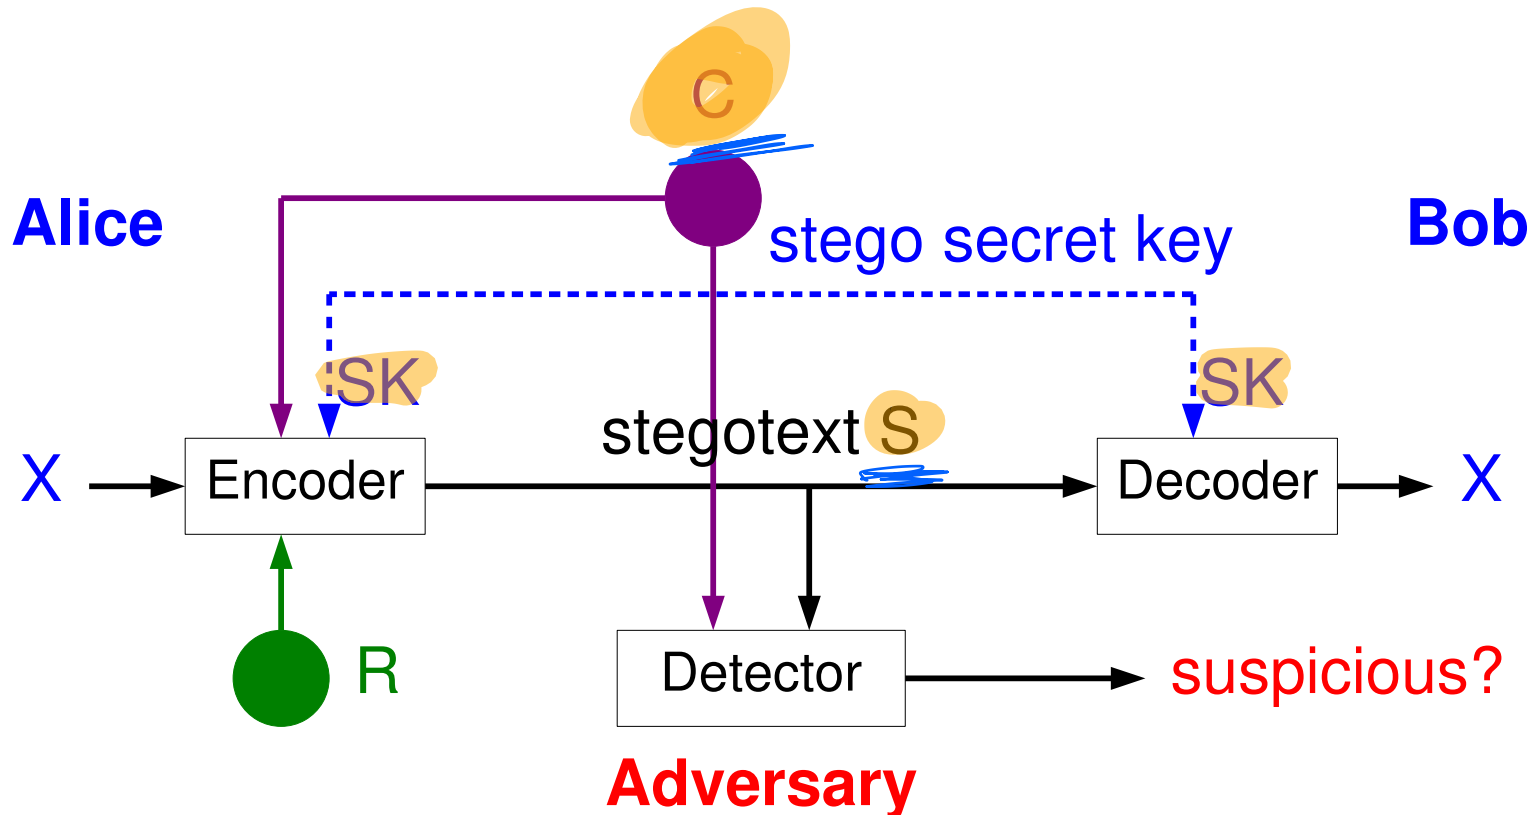 C
Alice
stego secret key
Bob
SK
SK
stegotext S
X
Encoder
Decoder
X
R
Detector
suspicious?
Adversary